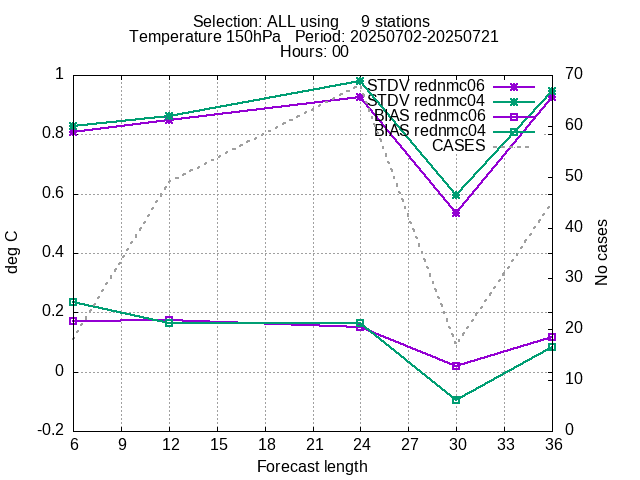 Selection: ALL using 9 stations
Temperature 150hPa Period: 20250702-20250721
Hours: 00
1
0.8
0.6
0.4
0.2
0
-0.2
deg C
70
60
50
40
30
20
10
0
No cases
STDV rednmc06
STDV rednmc04
BIAS rednmc06
BIAS rednmc04
CASES
6 9 12 15 18 21 24 27 30 33 36
Forecast length